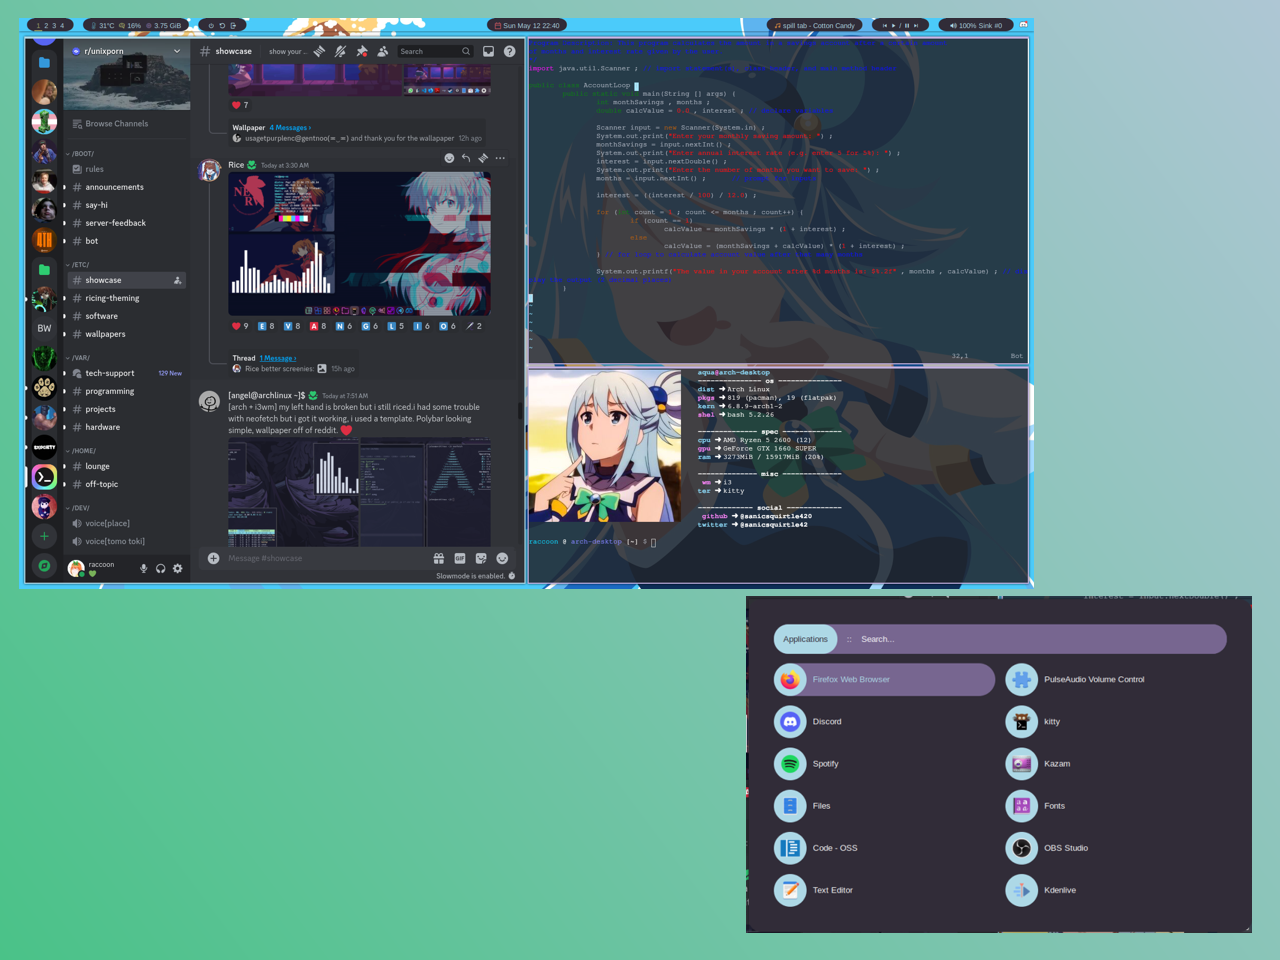 1 2 3 4
31°C 16% 3.75 GiB
Sun May 12 22:40
spill tab - Cotton Candy
100% Sink #0
r/unixporn
Browse Channels
/BOOT/
rules
announcements
say-hi
server-feedback
bot
/ETC/
showcase
ricing-theming
software
wallpapers
/VAR/
tech-support 129 New
programming
projects
hardware
/HOME/
lounge
off-topic
/DEV/
voice[place]
voice[tomo toki]
raccoon
BW
showcase show your ... Search
7
Wallpaper 4 Messages ›
usagetpurplenc@gentnoo(=_=) and thank you for the wallpaper 12h ago
Rice Today at 3:30 AM
9 E 8 V 8 A 8 N 6 G 6 L 5 I 6 O 6 2
Thread 1 Message ›
Rice better screenies: 15h ago
[angel@archlinux ~]$ Today at 7:51 AM
[arch + i3wm] my left hand is broken but i still riced.i had some trouble
with neofetch but i got it working, i used a template. Polybar looking
simple, wallpaper off of reddit.
Message #showcase
GIF
Slowmode is enabled.
import java.util.Scanner ;
public class AccountLoop
public static void main(String [] args) {
int monthSavings , months ;
double calcValue = 0.0 , interest ;
Scanner input = new Scanner(System.in) ;
System.out.print("Enter your monthly saving amount: ") ;
monthSavings = input.nextInt() ;
interest = input.nextDouble() ;
System.out.print("Enter the number of months you want to save: ") ;
months = input.nextInt() ;
interest = ((interest / 100) / 12.0) ;
for (int count = 1 ; count <= months ; count++) {
if (count == 1)
calcValue = monthSavings * (1 + interest) ;
else
calcValue = (monthSavings + calcValue) * (1 + interest) ;
}
, months , calcValue) ;
}
32,1 Bot
aqua@arch-desktop
--------------- os ---------------
dist ➜ Arch Linux
pkgs ➜ 819 (pacman), 19 (flatpak)
kern ➜ 6.8.9-arch1-2
shel ➜ bash 5.2.26
-------------- spec --------------
cpu ➜ AMD Ryzen 5 2600 (12)
gpu ➜ GeForce GTX 1660 SUPER
ram ➜ 3273MiB / 15917MiB (20%)
-------------- misc --------------
wm ➜ i3
ter ➜ kitty
------------- social -------------
github ➜ @sanicsquirtle420
twitter ➜ @sanicsquirtle42
raccoon @ arch-desktop [~] $
Applications :: Search...
Firefox Web Browser
PulseAudio Volume Control
Discord
kitty
Spotify
Kazam
Files
Fonts
Code - OSS
OBS Studio
Text Editor
Kdenlive